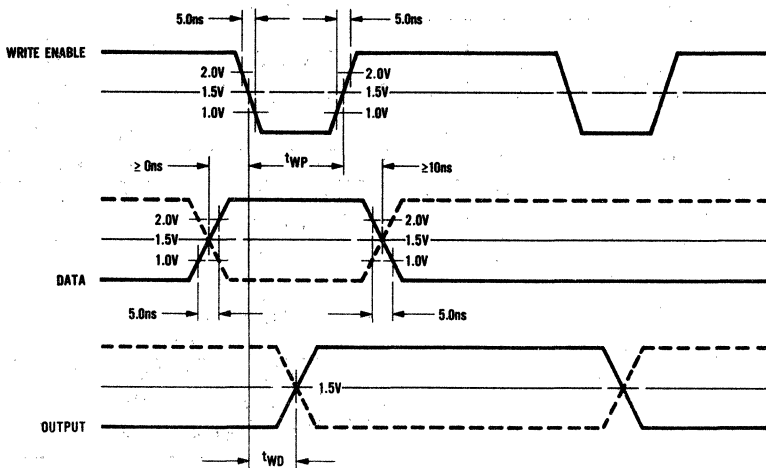 5.0ns 5.0ns
WRITE ENABLE
2.0V 2.0V
1.5V 1.5V
1.0V 1.0V
≥ 0ns tWP ≥10ns
2.0V 2.0V
1.5V 1.5V
1.0V 1.0V
DATA
5.0ns 5.0ns
1.5V
OUTPUT
tWD